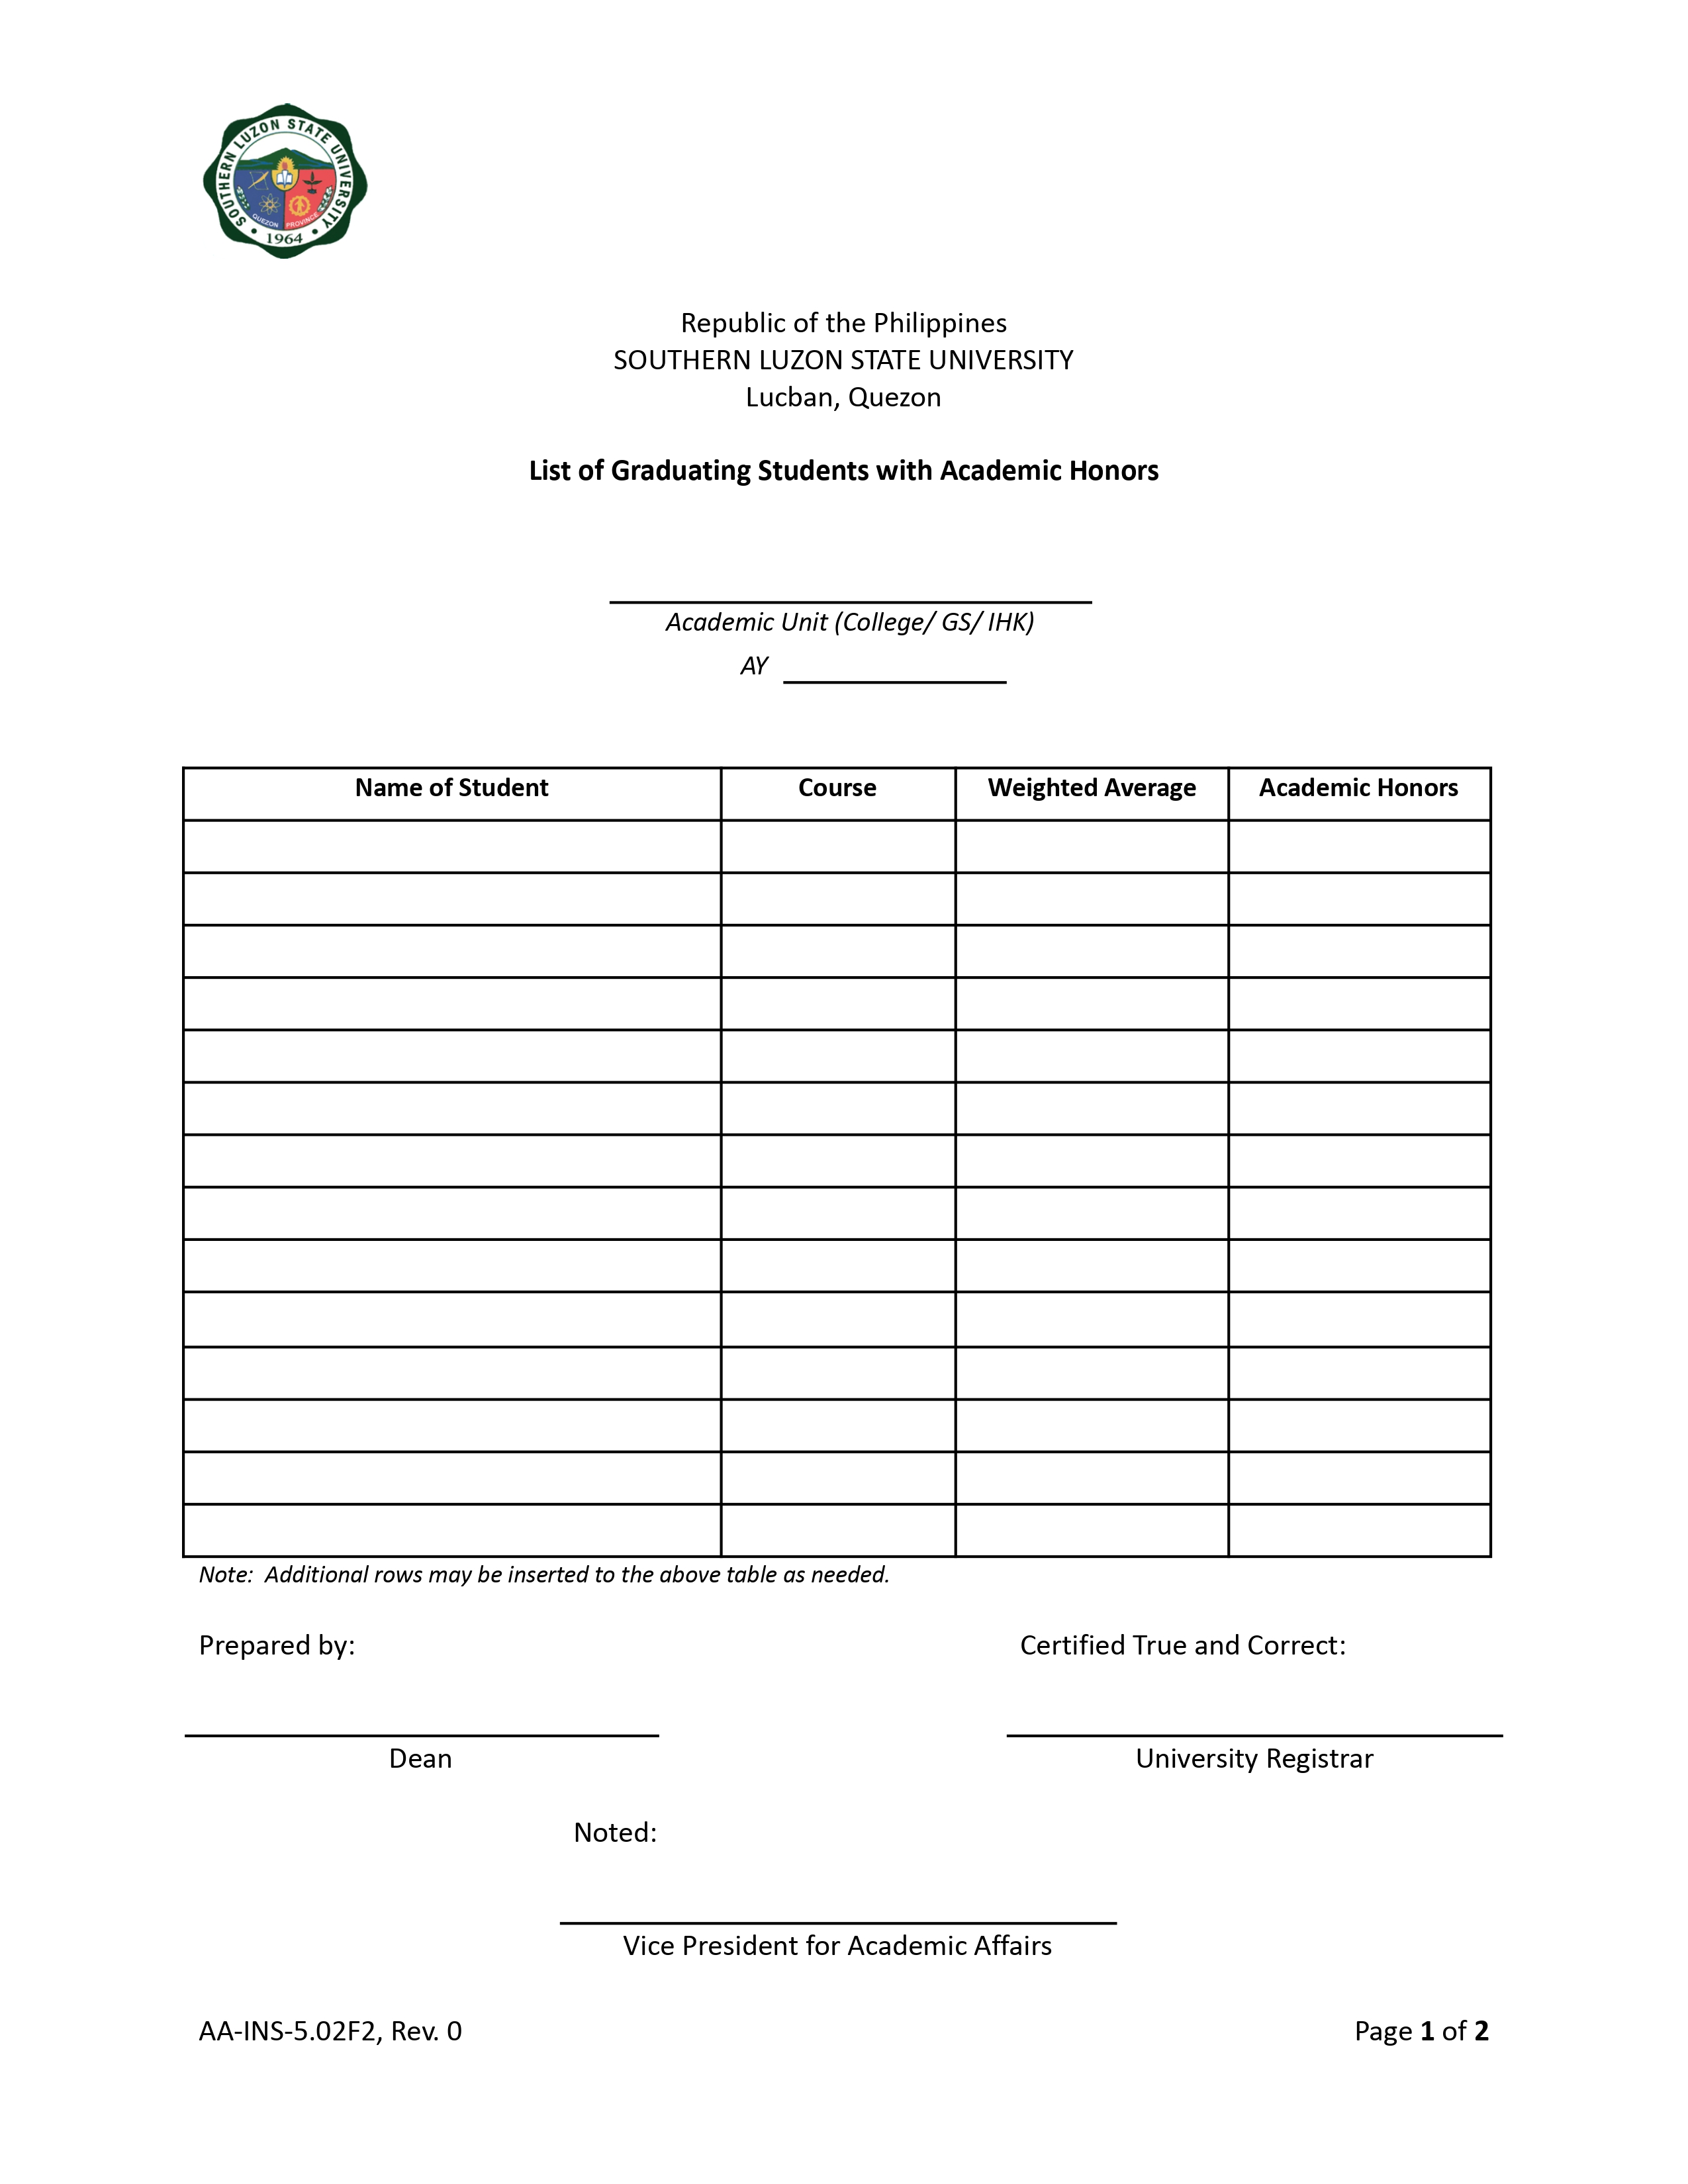 SOUTHERN LUZON STATE UNIVERSITY
QUEZON PROVINCE
• 1964 •
Republic of the Philippines
SOUTHERN LUZON STATE UNIVERSITY
Lucban, Quezon
List of Graduating Students with Academic Honors
Academic Unit (College/ GS/ IHK)
AY
Name of Student Course Weighted Average Academic Honors
Note: Additional rows may be inserted to the above table as needed.
Prepared by: Certified True and Correct:
Dean University Registrar
Noted:
Vice President for Academic Affairs
AA-INS-5.02F2, Rev. 0 Page 1 of 2